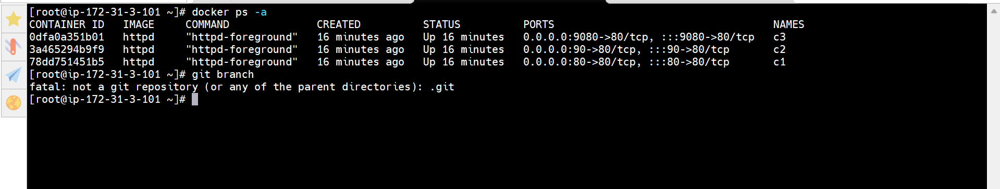 [root@ip-172-31-3-101 ~]# docker ps -a
CONTAINER ID   IMAGE     COMMAND              CREATED          STATUS          PORTS                                   NAMES
0dfa0a351b01   httpd     "httpd-foreground"   16 minutes ago   Up 16 minutes   0.0.0.0:9080->80/tcp, :::9080->80/tcp   c3
3a465294b9f9   httpd     "httpd-foreground"   16 minutes ago   Up 16 minutes   0.0.0.0:90->80/tcp, :::90->80/tcp       c2
78dd751451b5   httpd     "httpd-foreground"   16 minutes ago   Up 16 minutes   0.0.0.0:80->80/tcp, :::80->80/tcp       c1
[root@ip-172-31-3-101 ~]# git branch
fatal: not a git repository (or any of the parent directories): .git
[root@ip-172-31-3-101 ~]#